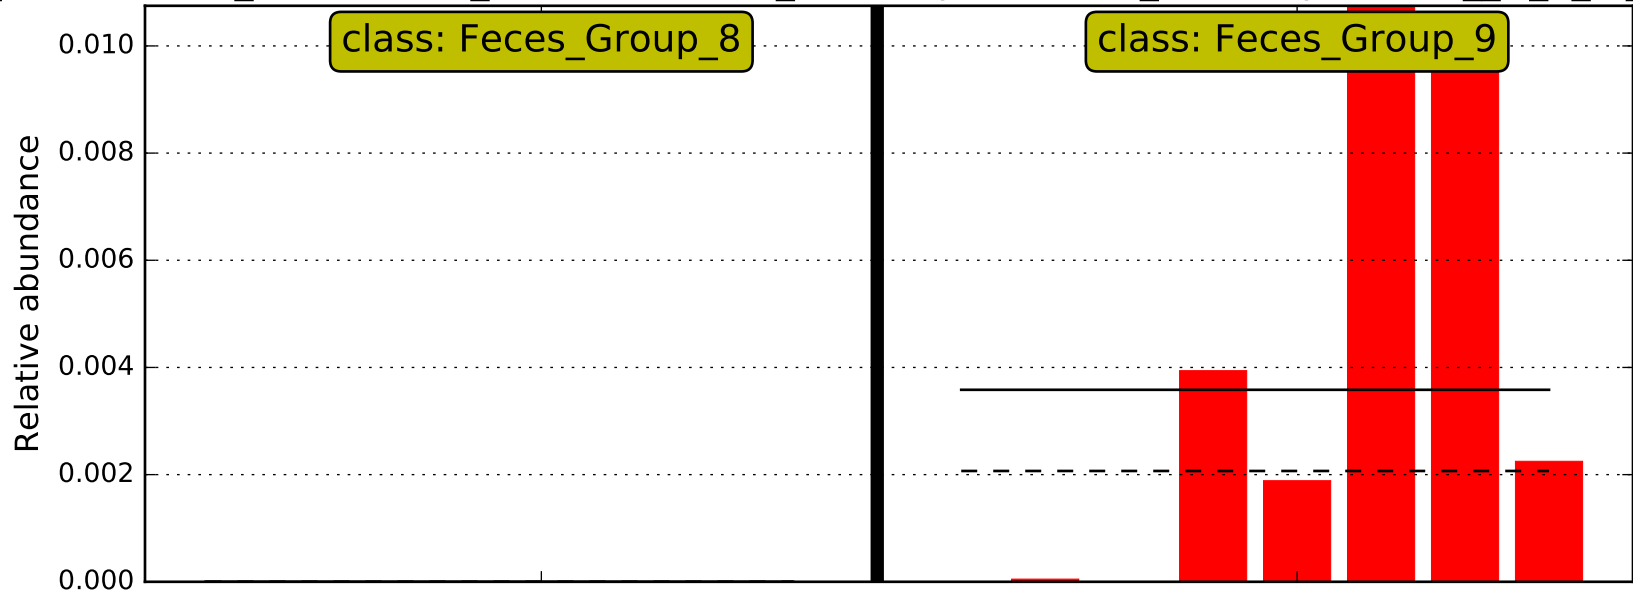 class: Feces_Group_8
class: Feces_Group_9
0.010
0.008
0.006
0.004
0.002
0.000
Relative abundance